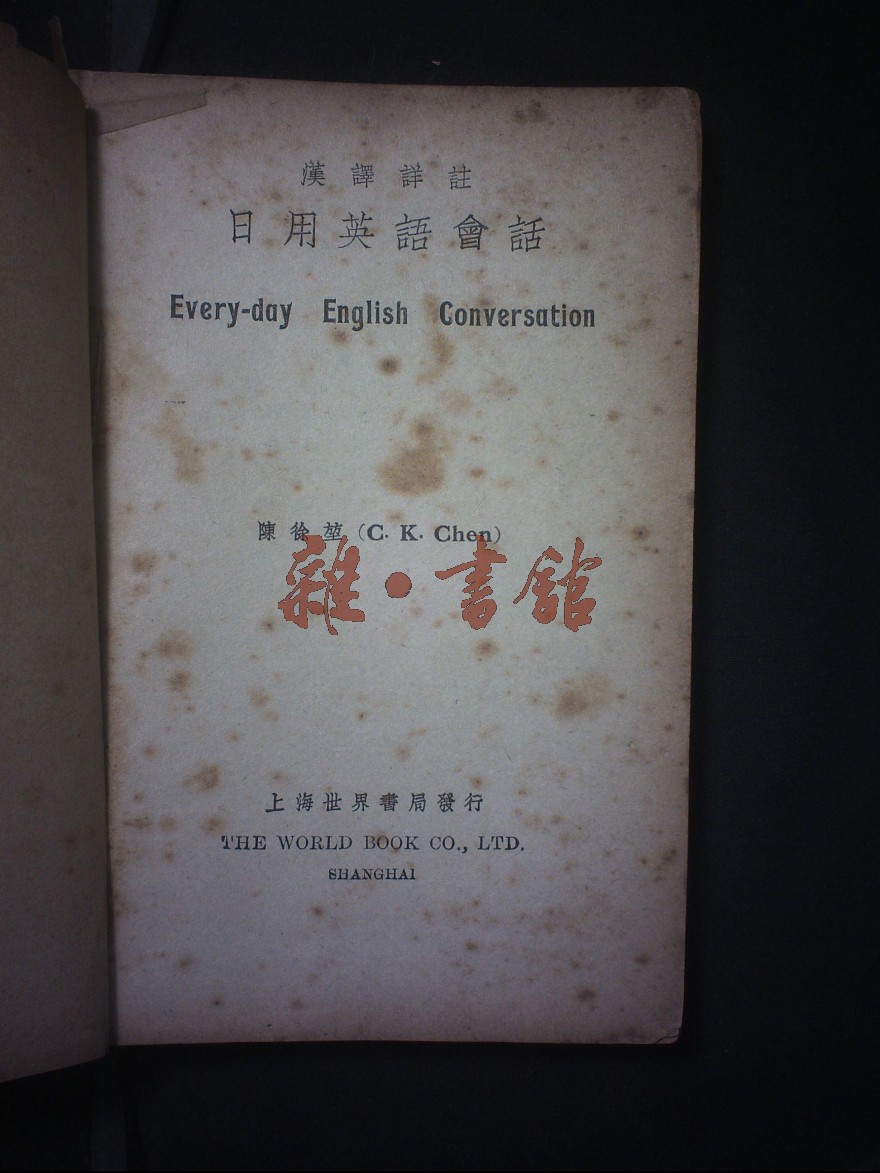 漢譯詳註
日用英語會話
Every-day English Conversation
陳徐堃 (C. K. Chen)
雜·書館
上海世界書局發行
THE WORLD BOOK CO., LTD.
SHANGHAI